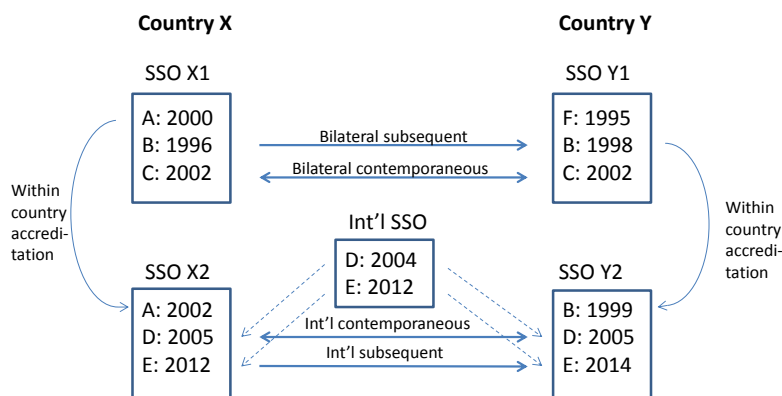 Country X
Country Y
SSO X1
SSO Y1
A: 2000
B: 1996
C: 2002
F: 1995
B: 1998
C: 2002
Bilateral subsequent
Bilateral contemporaneous
Within
country
accredi-
tation
Within
country
accredi-
tation
Int'l SSO
D: 2004
E: 2012
SSO X2
SSO Y2
A: 2002
D: 2005
E: 2012
B: 1999
D: 2005
E: 2014
Int'l contemporaneous
Int'l subsequent